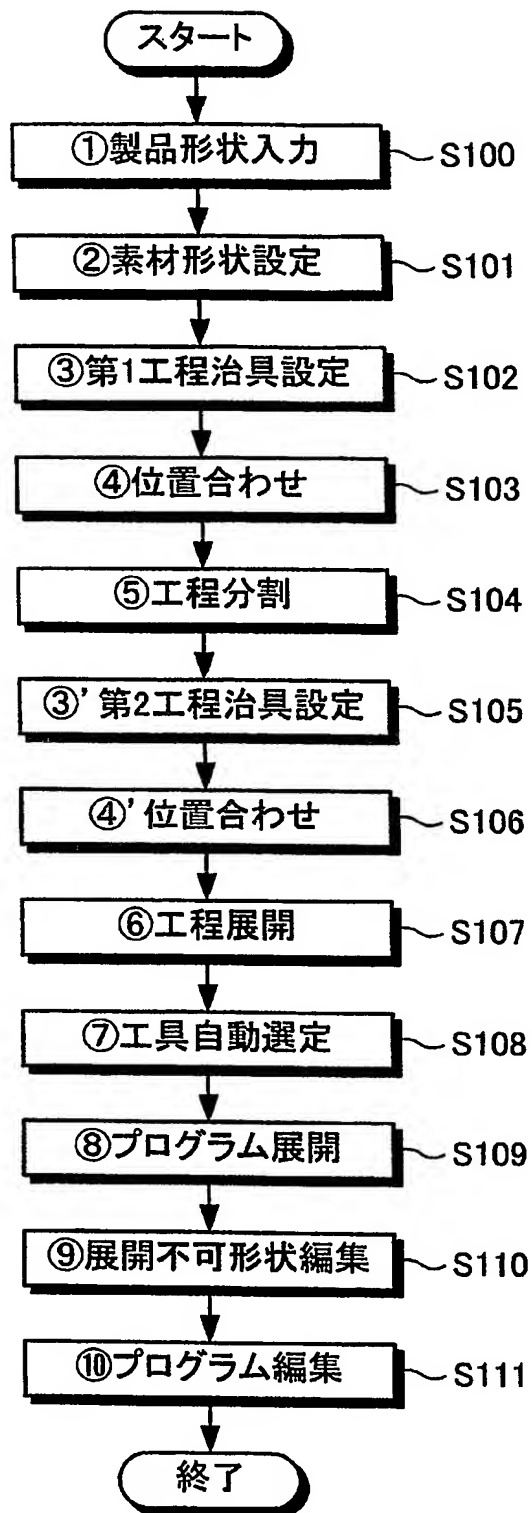 スタート
①製品形状入力 S100
②素材形状設定 S101
③第1工程治具設定 S102
④位置合わせ S103
⑤工程分割 S104
③'第2工程治具設定 S105
④'位置合わせ S106
⑥工程展開 S107
⑦工具自動選定 S108
⑧プログラム展開 S109
⑨展開不可形状編集 S110
⑩プログラム編集 S111
終了